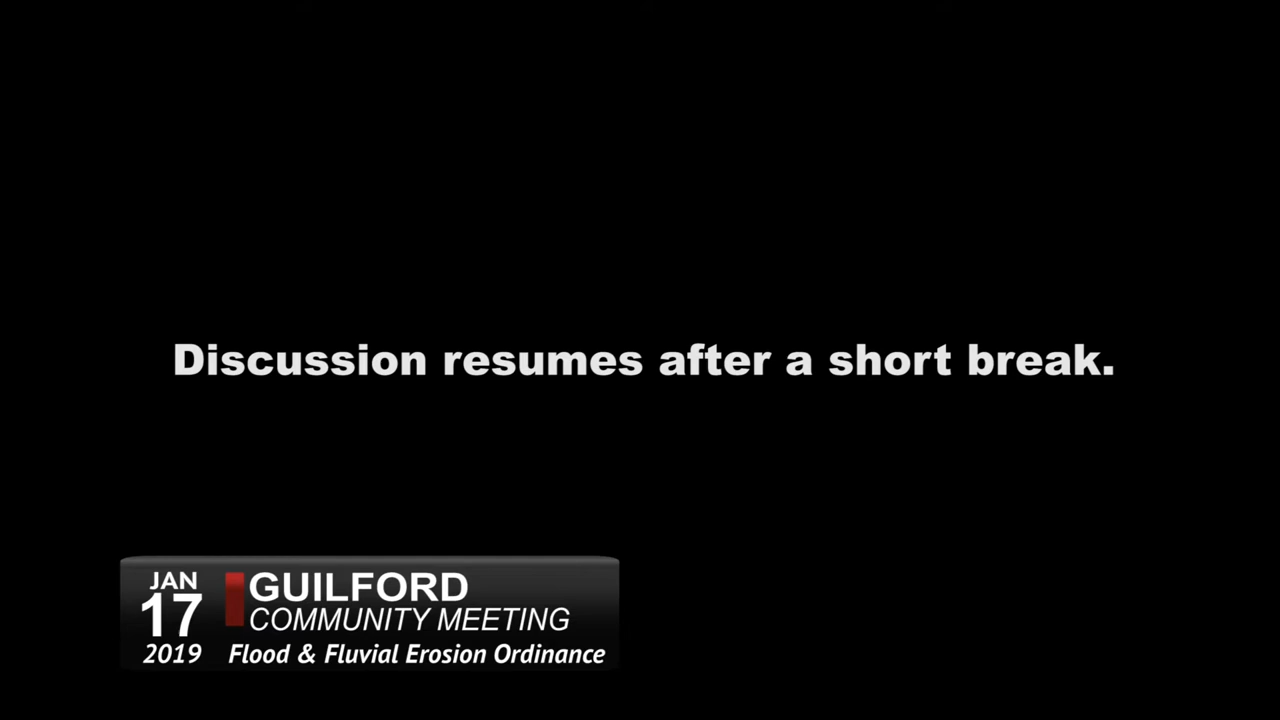 Discussion resumes after a short break.
JAN
17
2019
GUILFORD
COMMUNITY MEETING
Flood & Fluvial Erosion Ordinance